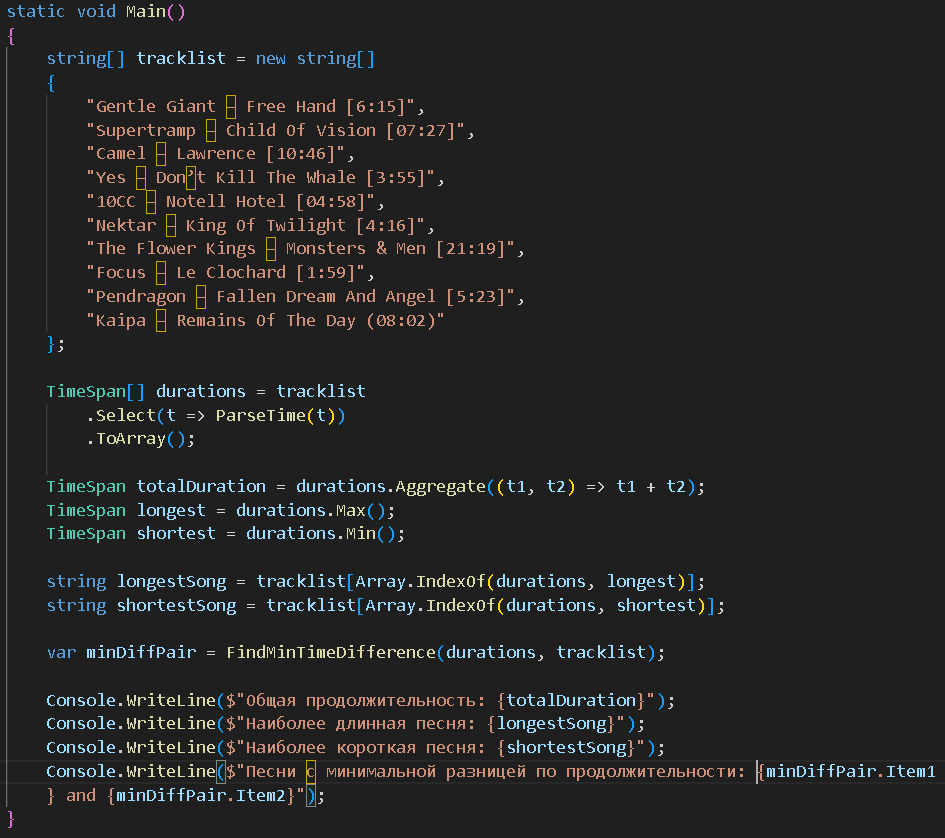 static void Main()
{
string[] tracklist = new string[]
{
"Gentle Giant – Free Hand [6:15]",
"Supertramp – Child Of Vision [07:27]",
"Camel – Lawrence [10:46]",
"Yes – Don’t Kill The Whale [3:55]",
"10CC – Notell Hotel [04:58]",
"Nektar – King Of Twilight [4:16]",
"The Flower Kings – Monsters & Men [21:19]",
"Focus – Le Clochard [1:59]",
"Pendragon – Fallen Dream And Angel [5:23]",
"Kaipa – Remains Of The Day (08:02)"
};
TimeSpan[] durations = tracklist
.Select(t => ParseTime(t))
.ToArray();
TimeSpan totalDuration = durations.Aggregate((t1, t2) => t1 + t2);
TimeSpan longest = durations.Max();
TimeSpan shortest = durations.Min();
string longestSong = tracklist[Array.IndexOf(durations, longest)];
string shortestSong = tracklist[Array.IndexOf(durations, shortest)];
var minDiffPair = FindMinTimeDifference(durations, tracklist);
Console.WriteLine($"Общая продолжительность: {totalDuration}");
Console.WriteLine($"Наиболее длинная песня: {longestSong}");
Console.WriteLine($"Наиболее короткая песня: {shortestSong}");
Console.WriteLine($"Песни с минимальной разницей по продолжительности: {minDiffPair.Item1
} and {minDiffPair.Item2}");
}